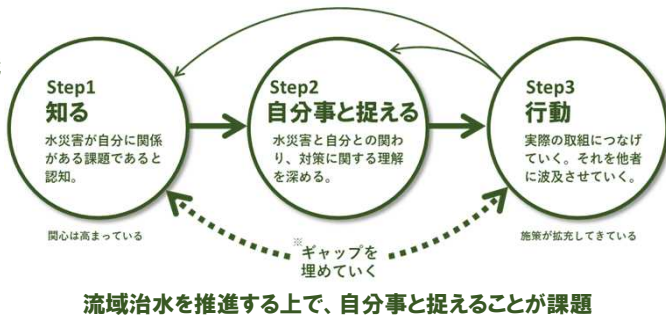 Step1
知る
水災害が自分に関係
がある課題であると
認知。
関心は高まっている
Step2
自分事と捉える
水災害と自分との関わ
り、対策に関する理解
を深める。
Step3
行動
実際の取組につなげ
ていく。それを他者
に波及させていく。
施策が拡充してきている
※ギャップを
埋めていく
流域治水を推進する上で、自分事と捉えることが課題